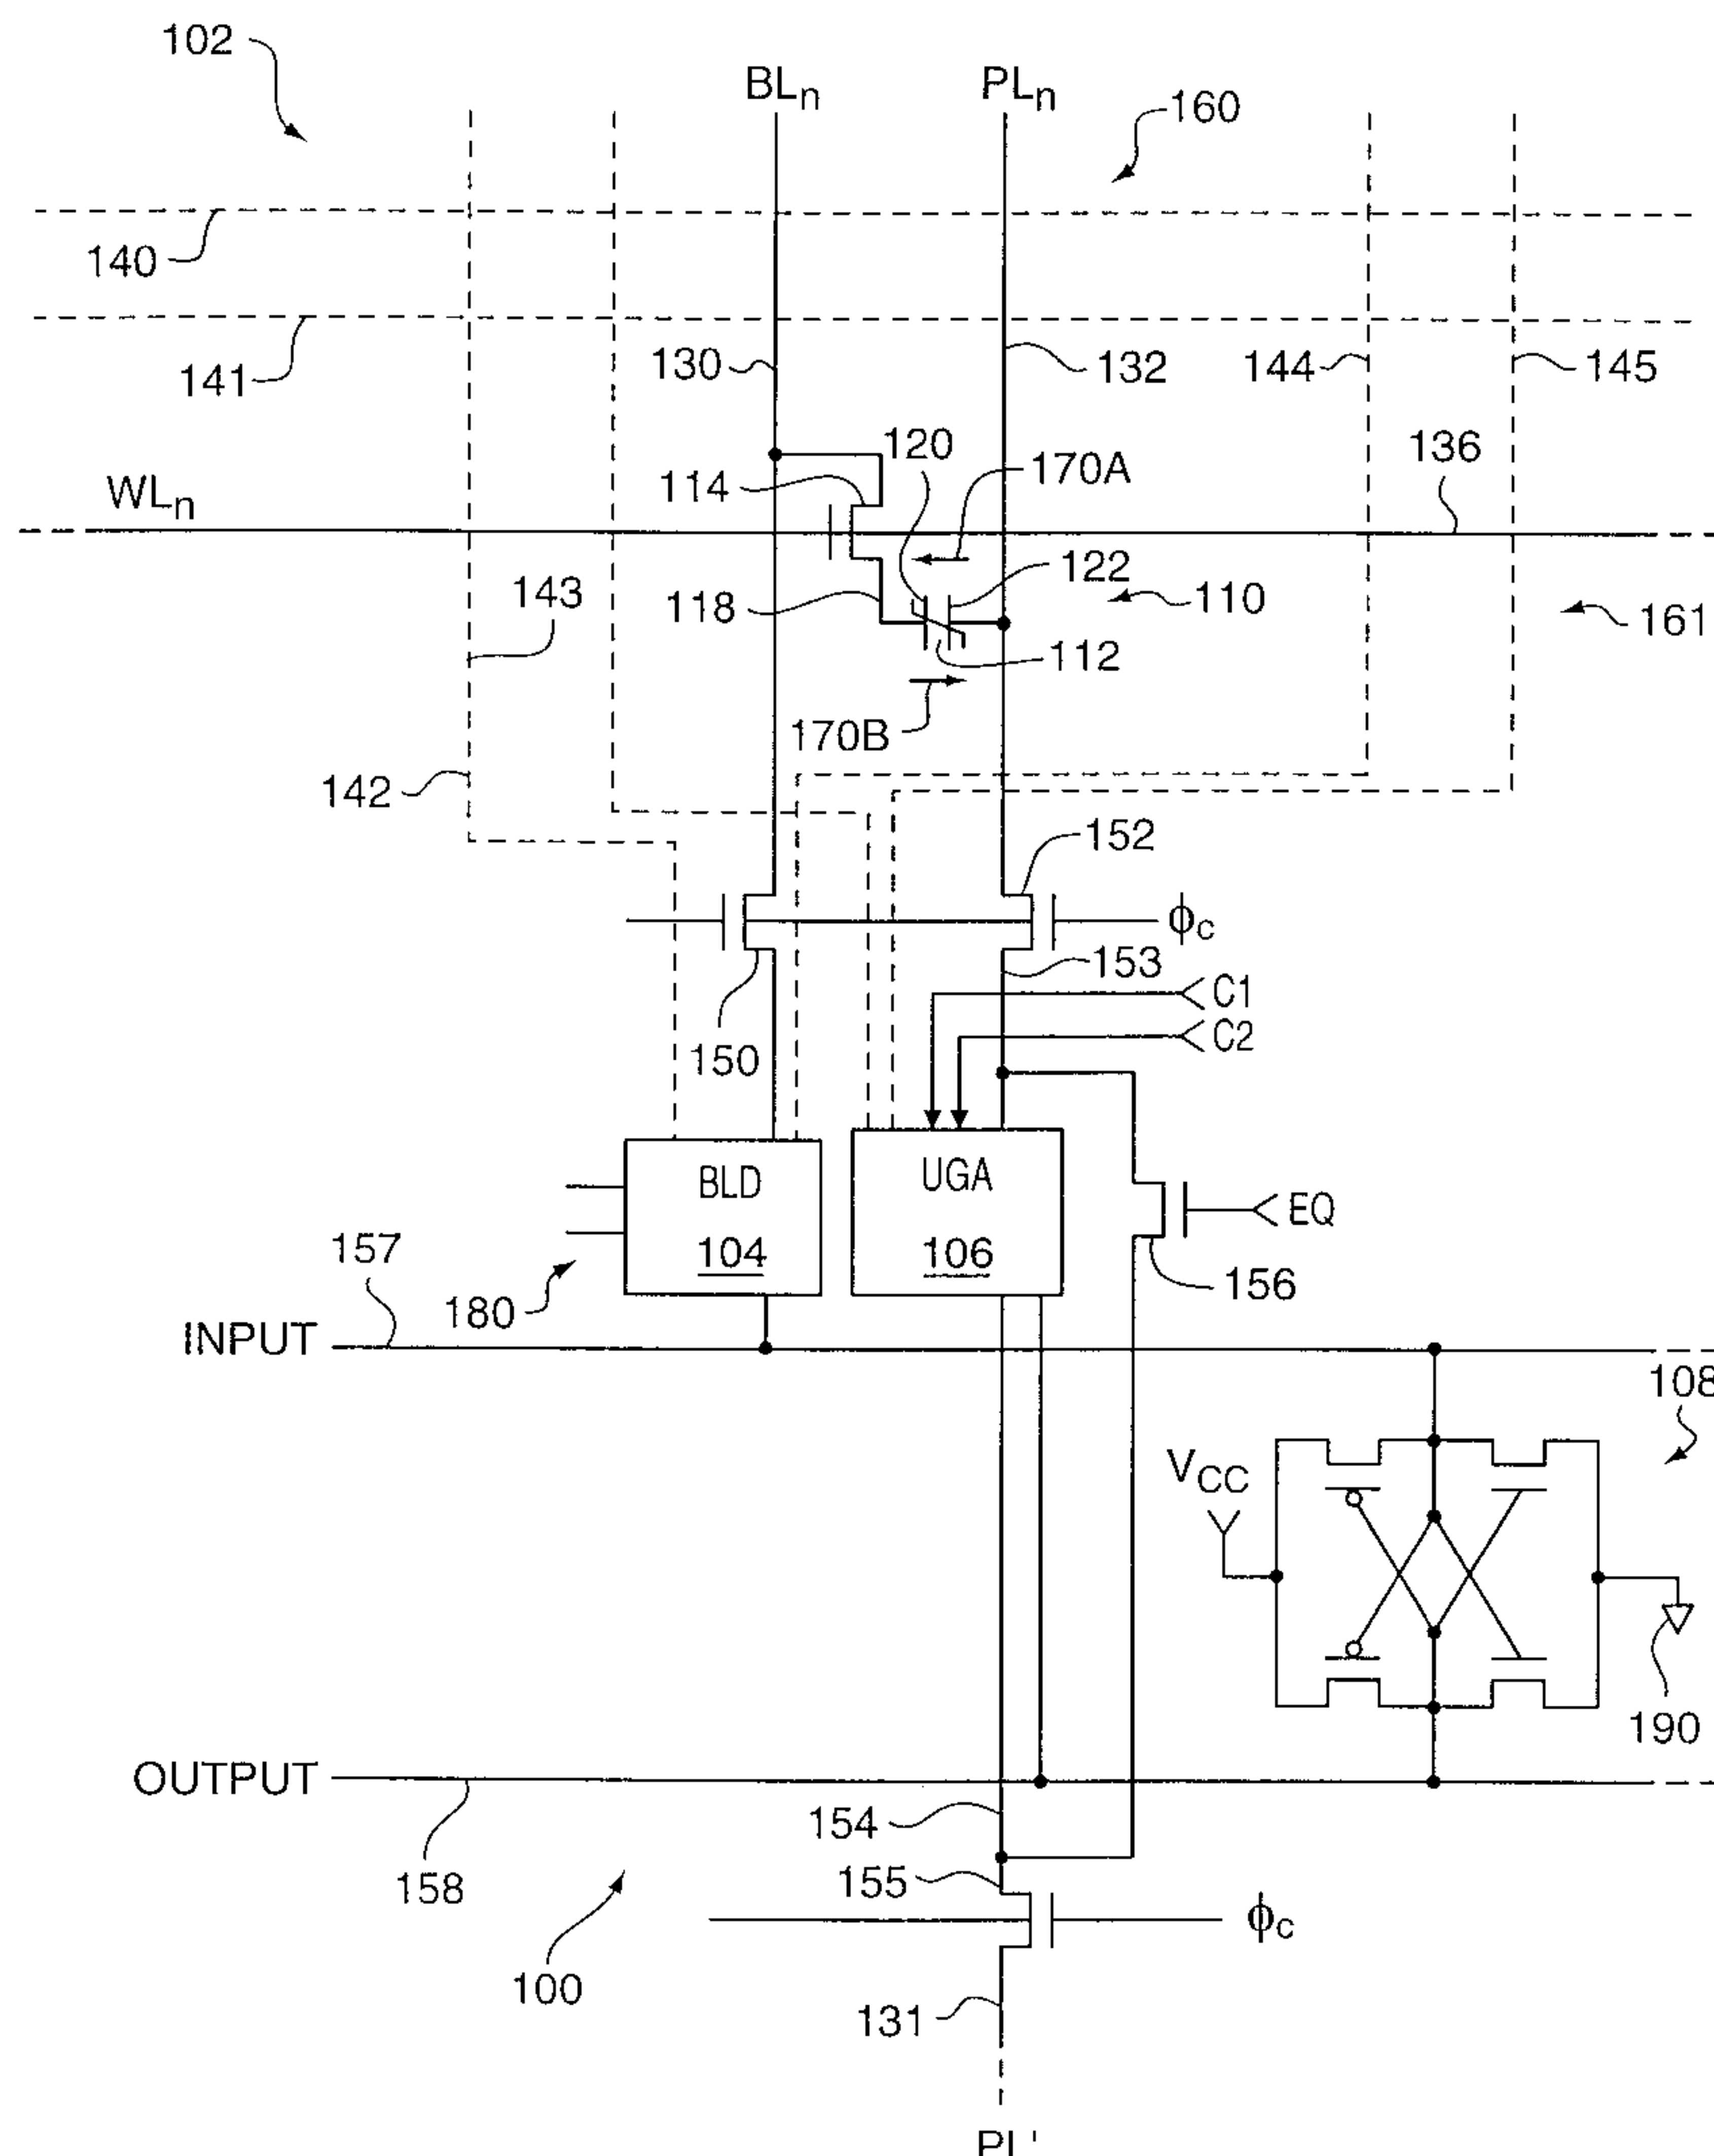 102
BLn
PLn
160
140
141
130
132
144
145
120
170A
136
WLn
114
122
143
118
110
161
112
170B
142
152
ϕc
153
C1
C2
150
BLD
UGA
EQ
104
106
157
156
180
INPUT
108
VCC
190
OUTPUT
154
158
155
ϕc
100
131
PL'